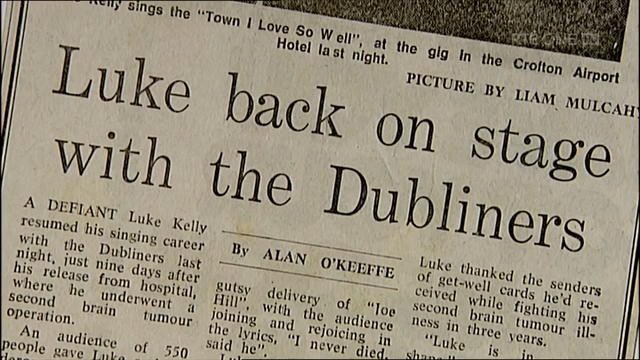 Kelly sings the "Town I Love So Well", at the gig in the Crofton Airport
Hotel last night.
PICTURE BY LIAM MULCAHY
RTÉ ONE TV
Luke back on stage
with the Dubliners
A DEFIANT Luke Kelly
resumed his singing career
with the Dubliners last
night, just nine days after
his release from hospital,
where he underwent a
second brain tumour
operation.
An audience of 550
people gave Luke
By ALAN O'KEEFFE
gutsy delivery of "Joe
Hill", with the audience
joining and rejoicing in
the lyrics, "I never died,
said he".
Luke thanked the senders
of get-well cards he'd re-
ceived while fighting his
second brain tumour ill-
ness in three years.
"Luke is in